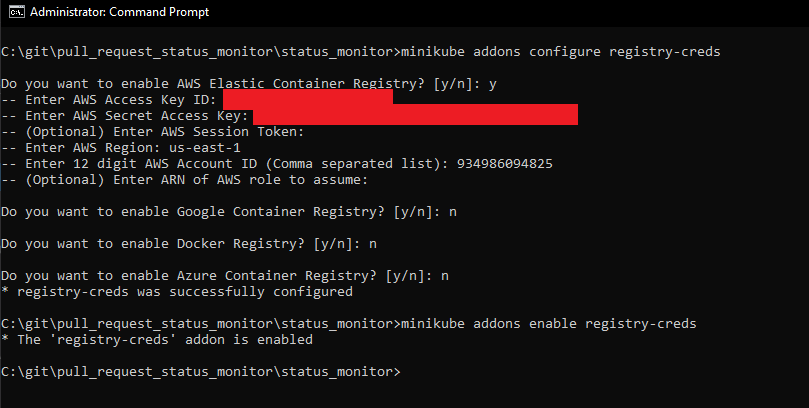 Administrator: Command Prompt
C:\git\pull_request_status_monitor\status_monitor>minikube addons configure registry-creds
Do you want to enable AWS Elastic Container Registry? [y/n]: y
-- Enter AWS Access Key ID:
-- Enter AWS Secret Access Key:
-- (Optional) Enter AWS Session Token:
-- Enter AWS Region: us-east-1
-- Enter 12 digit AWS Account ID (Comma separated list): 934986094825
-- (Optional) Enter ARN of AWS role to assume:
Do you want to enable Google Container Registry? [y/n]: n
Do you want to enable Docker Registry? [y/n]: n
Do you want to enable Azure Container Registry? [y/n]: n
* registry-creds was successfully configured
C:\git\pull_request_status_monitor\status_monitor>minikube addons enable registry-creds
* The 'registry-creds' addon is enabled
C:\git\pull_request_status_monitor\status_monitor>